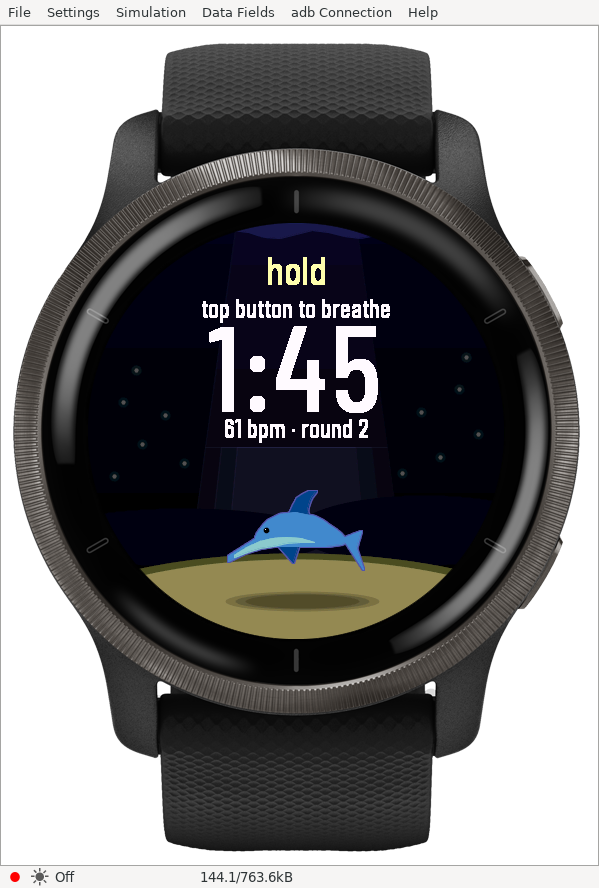 File Settings Simulation Data Fields adb Connection Help
hold
top button to breathe
1:45
61 bpm · round 2
Off 144.1/763.6kB